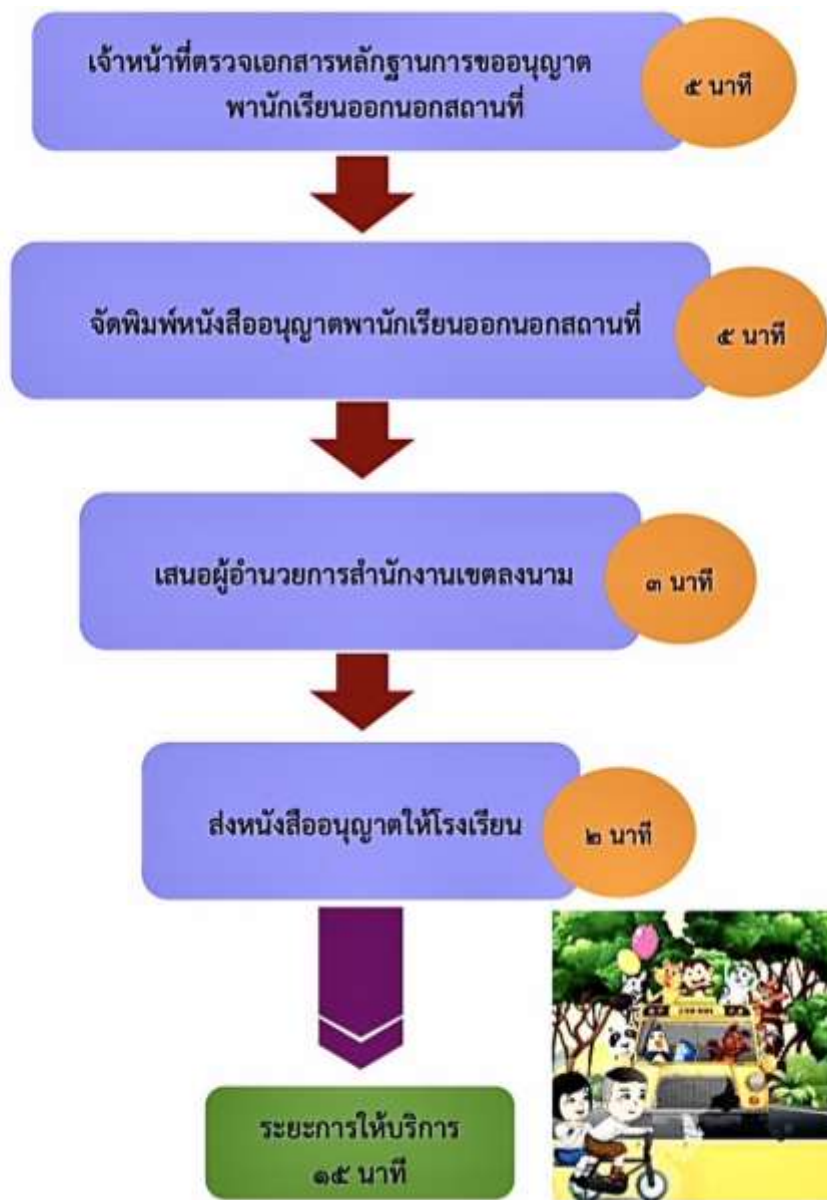 เจ้าหน้าที่ตรวจเอกสารหลักฐานการขออนุญาต
พานักเรียนออกนอกสถานที่
๕ นาที
จัดพิมพ์หนังสืออนุญาตพานักเรียนออกนอกสถานที่
๕ นาที
เสนอผู้อำนวยการสำนักงานเขตลงนาม
๓ นาที
ส่งหนังสืออนุญาตให้โรงเรียน
๒ นาที
ระยะการให้บริการ
๑๕ นาที